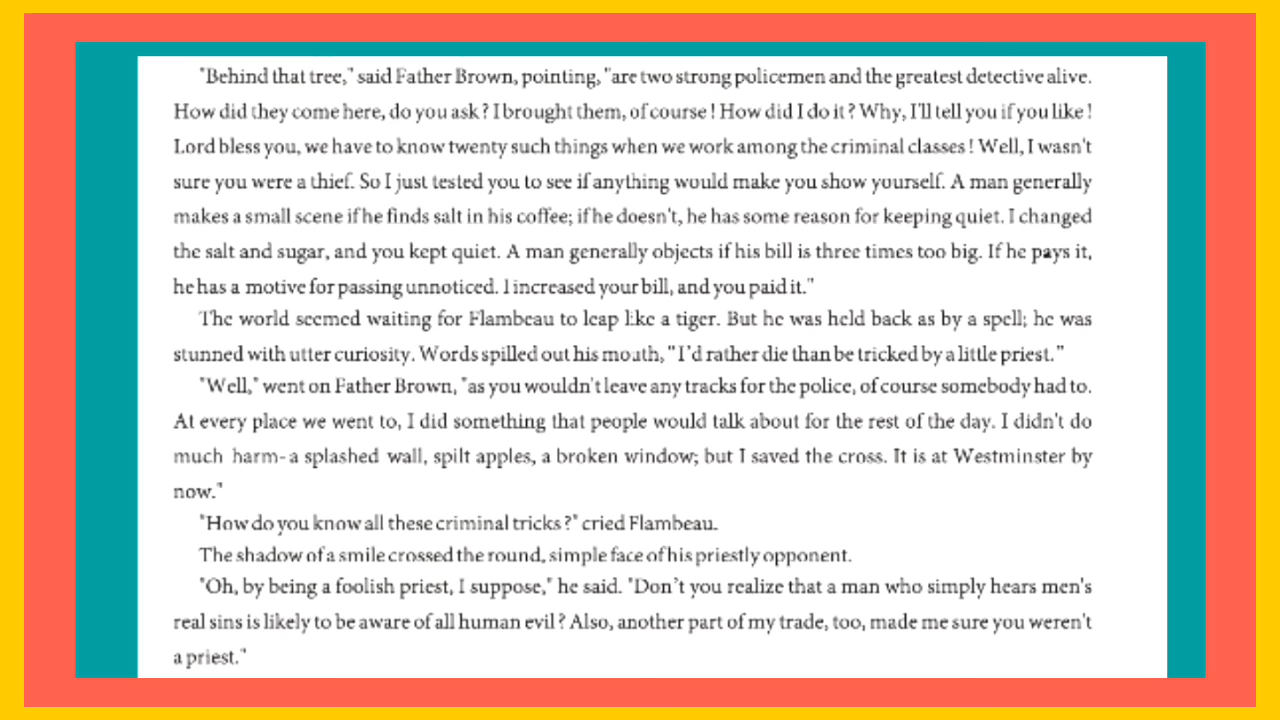 "Behind that tree," said Father Brown, pointing, "are two strong policemen and the greatest detective alive.
How did they come here, do you ask? I brought them, of course! How did I do it? Why, I'll tell you if you like!
Lord bless you, we have to know twenty such things when we work among the criminal classes! Well, I wasn't
sure you were a thief. So I just tested you to see if anything would make you show yourself. A man generally
makes a small scene if he finds salt in his coffee; if he doesn't, he has some reason for keeping quiet. I changed
the salt and sugar, and you kept quiet. A man generally objects if his bill is three times too big. If he pays it,
he has a motive for passing unnoticed. I increased your bill, and you paid it."
The world seemed waiting for Flambeau to leap like a tiger. But he was held back as by a spell; he was
stunned with utter curiosity. Words spilled out his mouth, "I'd rather die than be tricked by a little priest."
"Well," went on Father Brown, "as you wouldn't leave any tracks for the police, of course somebody had to.
At every place we went to, I did something that people would talk about for the rest of the day. I didn't do
much harm- a splashed wall, spilt apples, a broken window; but I saved the cross. It is at Westminster by
now."
"How do you know all these criminal tricks?" cried Flambeau.
The shadow of a smile crossed the round, simple face of his priestly opponent.
"Oh, by being a foolish priest, I suppose," he said. "Don't you realize that a man who simply hears men's
real sins is likely to be aware of all human evil? Also, another part of my trade, too, made me sure you weren't
a priest."